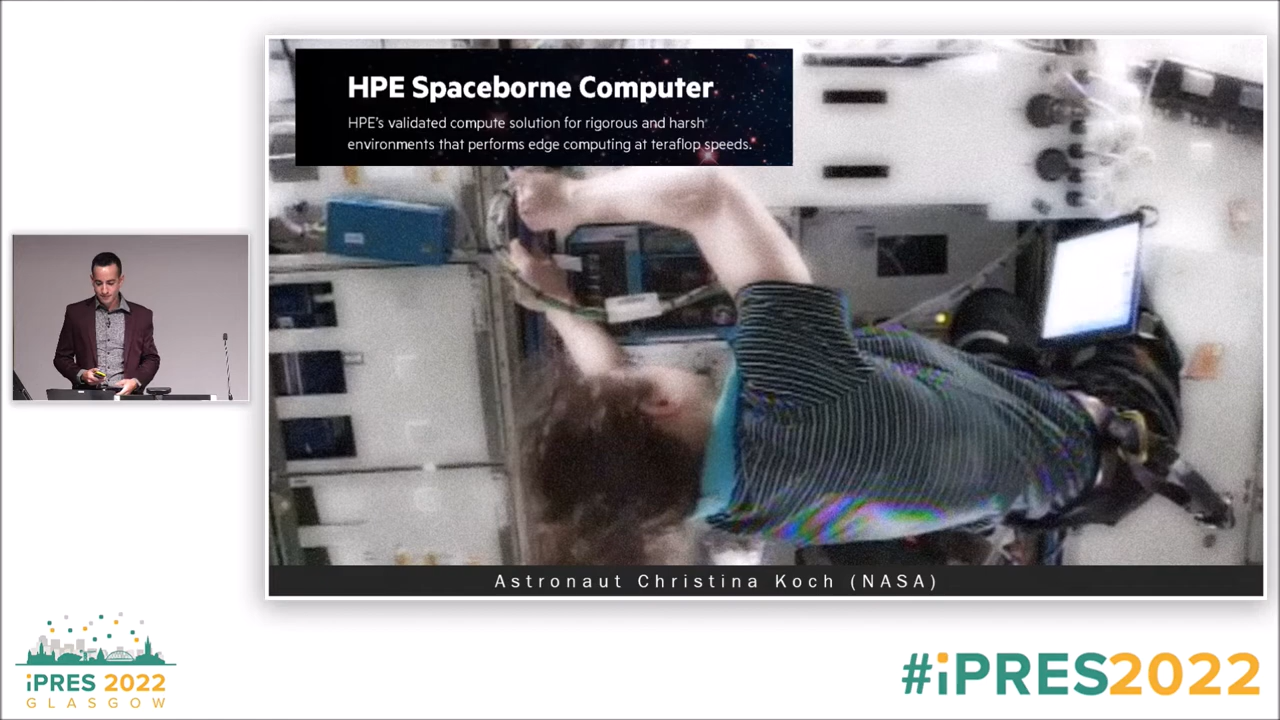 HPE Spaceborne Computer
HPE's validated compute solution for rigorous and harsh
environments that performs edge computing at teraflop speeds.
Astronaut Christina Koch (NASA)
iPRES 2022
GLASGOW
#iPRES2022